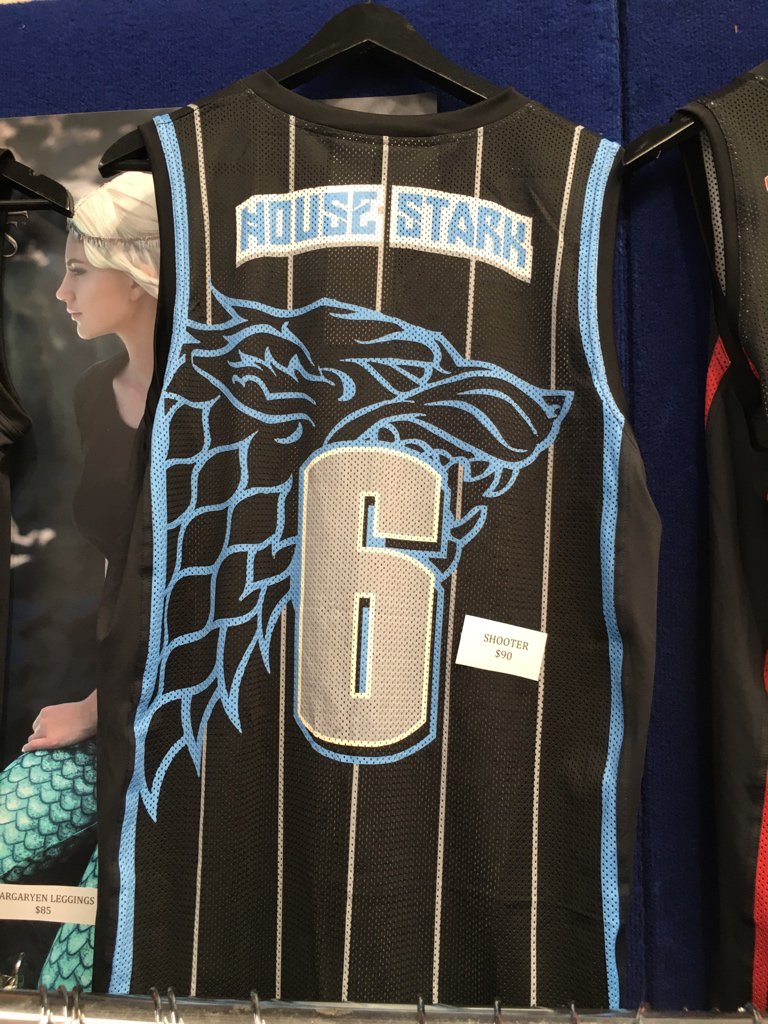 HOUSE STARK
6
SHOOTER
$90
ARGARYEN LEGGINGS
$85